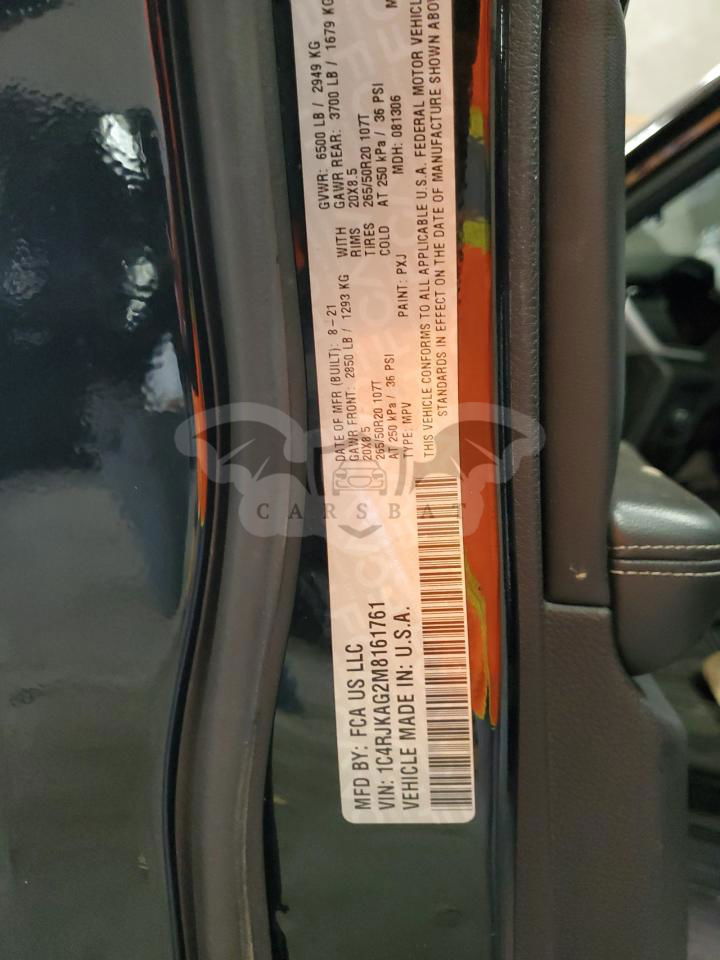 MFD BY: FCA US LLC
DATE OF MFR (BUILT): 8-21
GVWR: 6500 LB / 2949 KG
GAWR FRONT: 2850 LB / 1293 KG
WITH
GAWR REAR: 3700 LB / 1679 KG
20X8.5
RIMS
20X8.5
265/50R20 107T
TIRES
265/50R20 107T
AT 250 kPa / 36 PSI
COLD
AT 250 kPa / 36 PSI
VIN: 1C4RJKAG2M8161761
TYPE: MPV
PAINT: PXJ
MDH: 081306
VEHICLE MADE IN: U.S.A.
THIS VEHICLE CONFORMS TO ALL APPLICABLE U.S.A. FEDERAL MOTOR VEHICL
STANDARDS IN EFFECT ON THE DATE OF MANUFACTURE SHOWN ABOV
CARSBAT